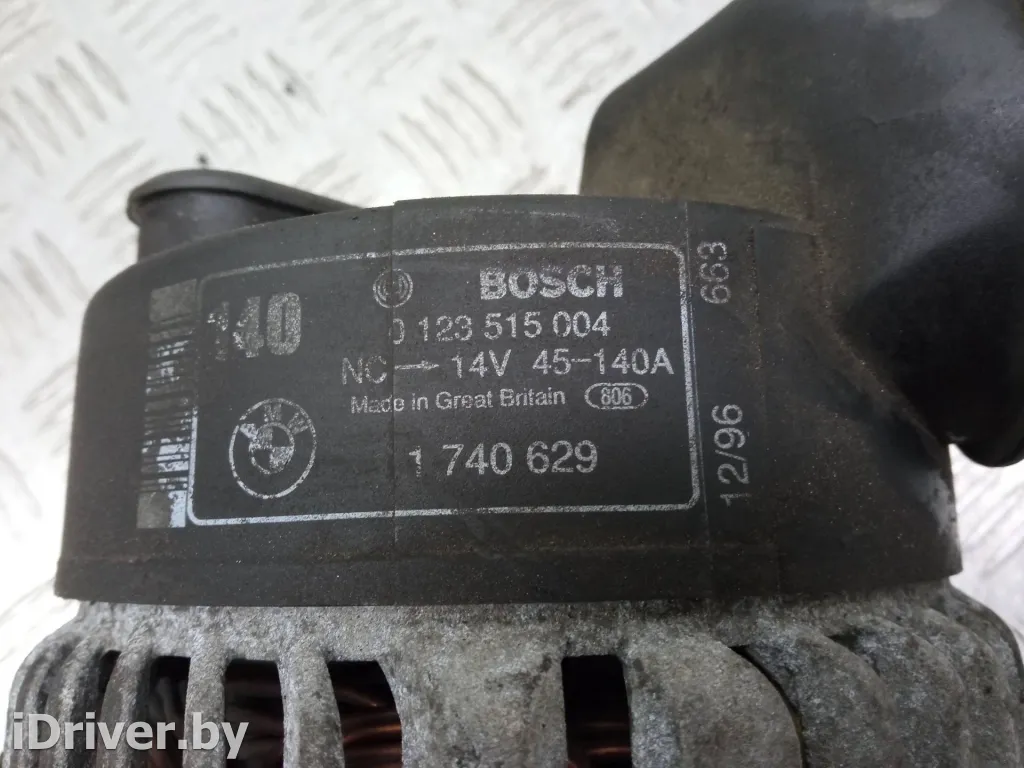 140
BOSCH
0 123 515 004
NC → 14V 45-140A
Made in Great Britain 806
1 740 629
BMW
663
12/96
iDriver.by